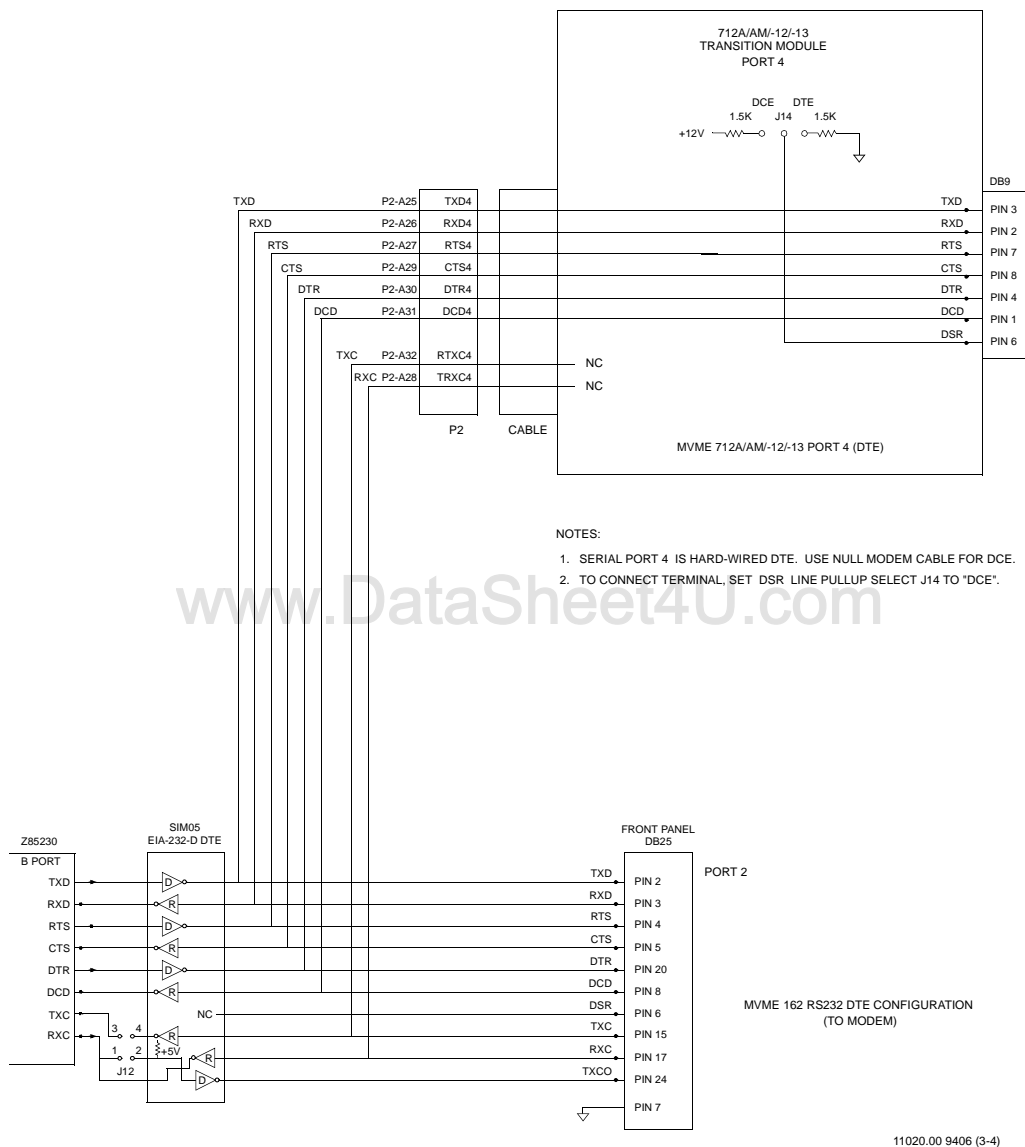 712A/AM/-12/-13
TRANSITION MODULE
PORT 4
DCE DTE
1.5K J14 1.5K
+12V
DB9
TXD P2-A25 TXD4 TXD PIN 3
RXD P2-A26 RXD4 RXD PIN 2
RTS P2-A27 RTS4 RTS PIN 7
CTS P2-A29 CTS4 CTS PIN 8
DTR P2-A30 DTR4 DTR PIN 4
DCD P2-A31 DCD4 DCD PIN 1
DSR PIN 6
TXC P2-A32 RTXC4 NC
RXC P2-A28 TRXC4 NC
P2 CABLE
MVME 712A/AM/-12/-13 PORT 4 (DTE)
NOTES:
1. SERIAL PORT 4 IS HARD-WIRED DTE. USE NULL MODEM CABLE FOR DCE.
2. TO CONNECT TERMINAL, SET DSR LINE PULLUP SELECT J14 TO "DCE".
www.DataSheet4U.com
Z85230
B PORT
SIM05
EIA-232-D DTE
FRONT PANEL
DB25
PORT 2
TXD D TXD PIN 2
RXD R RXD PIN 3
RTS D RTS PIN 4
CTS R CTS PIN 5
DTR D DTR PIN 20
DCD R DCD PIN 8
NC DSR PIN 6
TXC 3 4 R TXC PIN 15
RXC 1 2 +5V R RXC PIN 17
J12 D TXCO PIN 24
PIN 7
MVME 162 RS232 DTE CONFIGURATION
(TO MODEM)
11020.00 9406 (3-4)